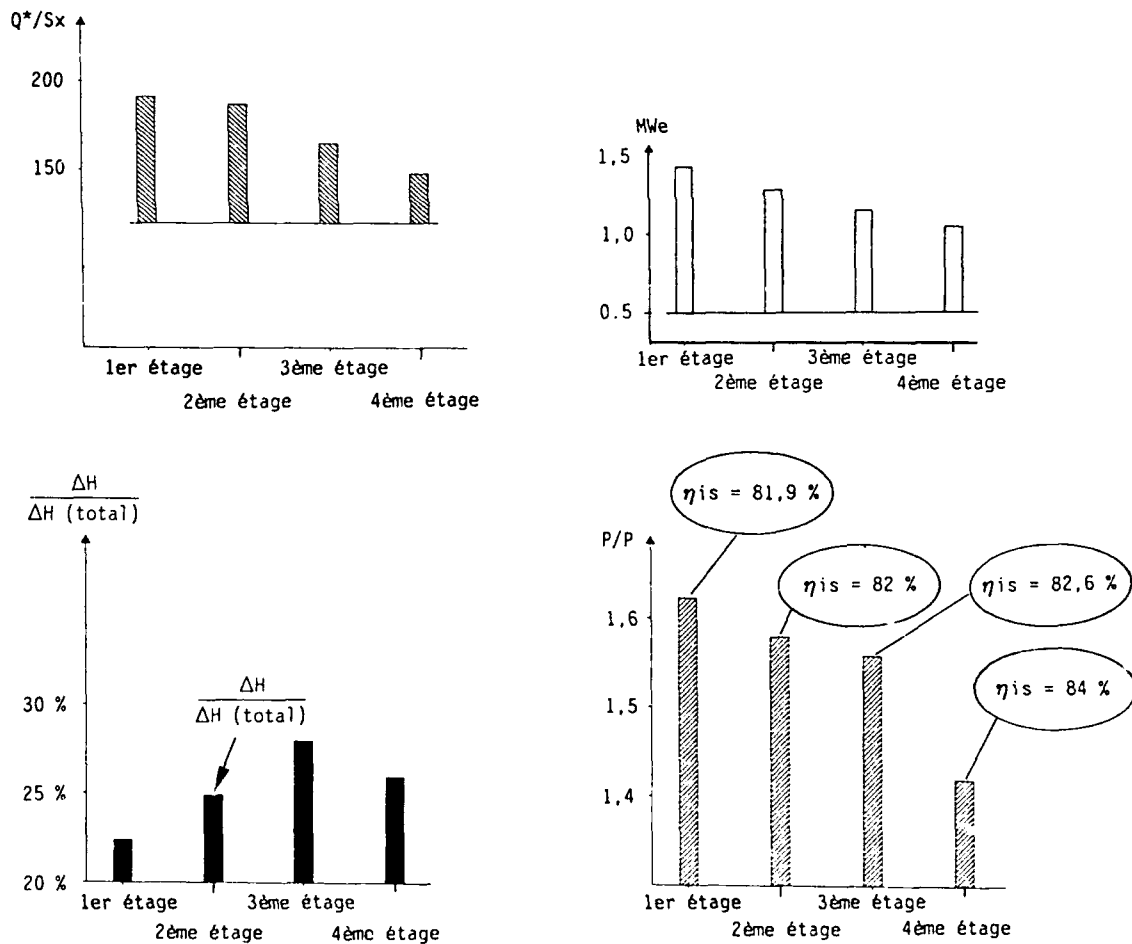 Q*/Sx
200
150
1er étage
3ème étage
2ème étage
4ème étage
MWe
1,5
1,0
0.5
1er étage
3ème étage
2ème étage
4ème étage
ΔH
ΔH (total)
30 %
25 %
20 %
ΔH
ΔH (total)
1er étage
3ème étage
2ème étage
4ème étage
P/P
1,6
1,5
1,4
ηis = 81,9 %
ηis = 82 %
ηis = 82,6 %
ηis = 84 %
1er étage
3ème étage
2ème étage
4ème étage